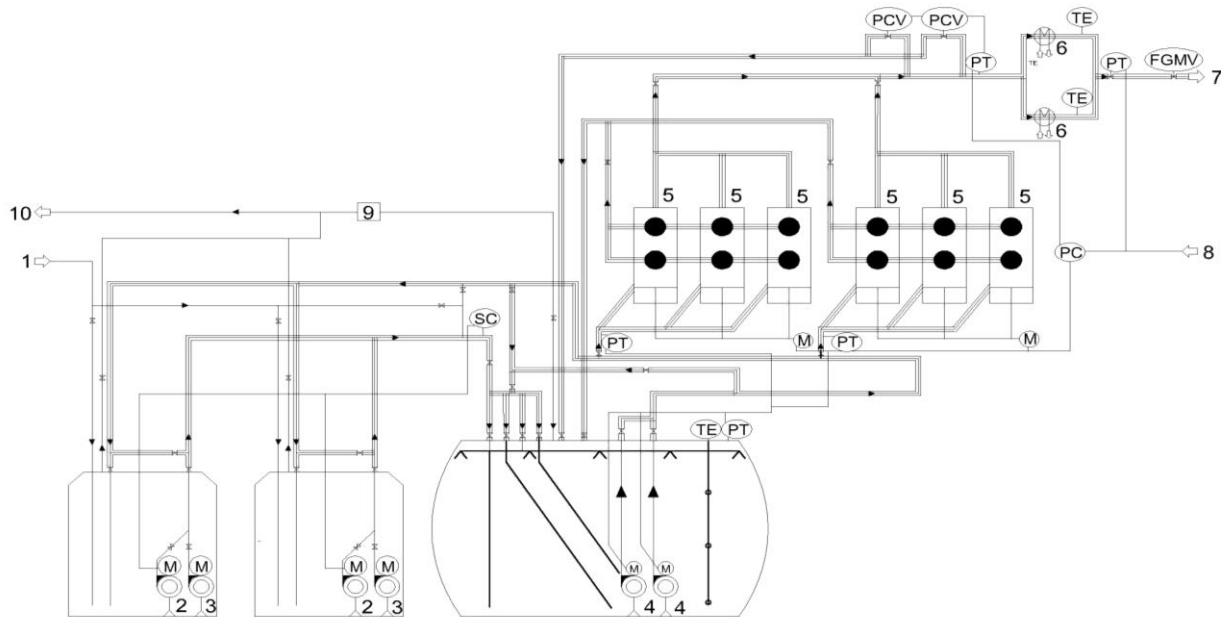 PCV PCV TE
M 6
PT TE PT FGMV 7
TE
M 6
5 5 5 5 5 5
10 9
1 PC 8
SC PT M PT M
TE PT
M M M M M M
2 3 2 3 4 4